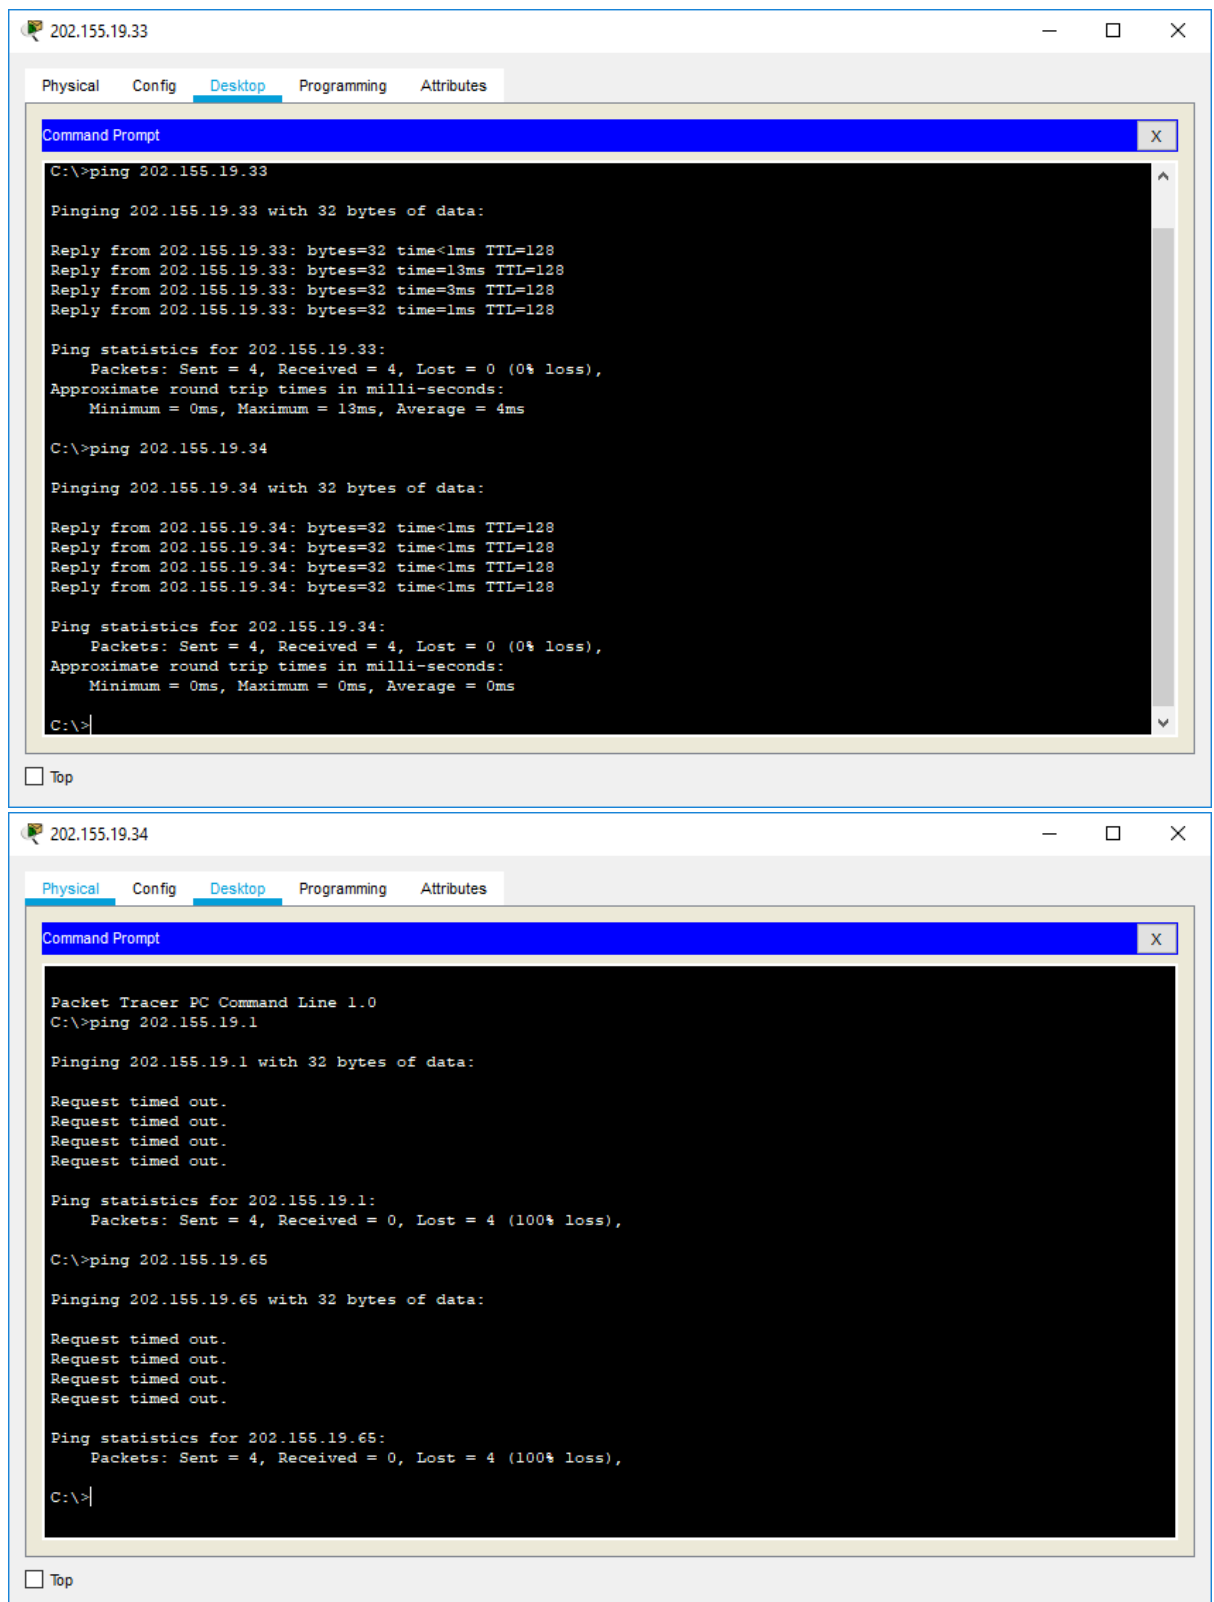 202.155.19.33
Physical Config Desktop Programming Attributes
Command Prompt X
C:\>ping 202.155.19.33
Pinging 202.155.19.33 with 32 bytes of data:
Reply from 202.155.19.33: bytes=32 time<1ms TTL=128
Reply from 202.155.19.33: bytes=32 time=13ms TTL=128
Reply from 202.155.19.33: bytes=32 time=3ms TTL=128
Reply from 202.155.19.33: bytes=32 time=1ms TTL=128
Ping statistics for 202.155.19.33:
Packets: Sent = 4, Received = 4, Lost = 0 (0% loss),
Approximate round trip times in milli-seconds:
Minimum = 0ms, Maximum = 13ms, Average = 4ms
C:\>ping 202.155.19.34
Pinging 202.155.19.34 with 32 bytes of data:
Reply from 202.155.19.34: bytes=32 time<1ms TTL=128
Reply from 202.155.19.34: bytes=32 time<1ms TTL=128
Reply from 202.155.19.34: bytes=32 time<1ms TTL=128
Reply from 202.155.19.34: bytes=32 time<1ms TTL=128
Ping statistics for 202.155.19.34:
Packets: Sent = 4, Received = 4, Lost = 0 (0% loss),
Approximate round trip times in milli-seconds:
Minimum = 0ms, Maximum = 0ms, Average = 0ms
C:\>
Top
202.155.19.34
Physical Config Desktop Programming Attributes
Command Prompt X
Packet Tracer PC Command Line 1.0
C:\>ping 202.155.19.1
Pinging 202.155.19.1 with 32 bytes of data:
Request timed out.
Request timed out.
Request timed out.
Request timed out.
Ping statistics for 202.155.19.1:
Packets: Sent = 4, Received = 0, Lost = 4 (100% loss),
C:\>ping 202.155.19.65
Pinging 202.155.19.65 with 32 bytes of data:
Request timed out.
Request timed out.
Request timed out.
Request timed out.
Ping statistics for 202.155.19.65:
Packets: Sent = 4, Received = 0, Lost = 4 (100% loss),
C:\>
Top